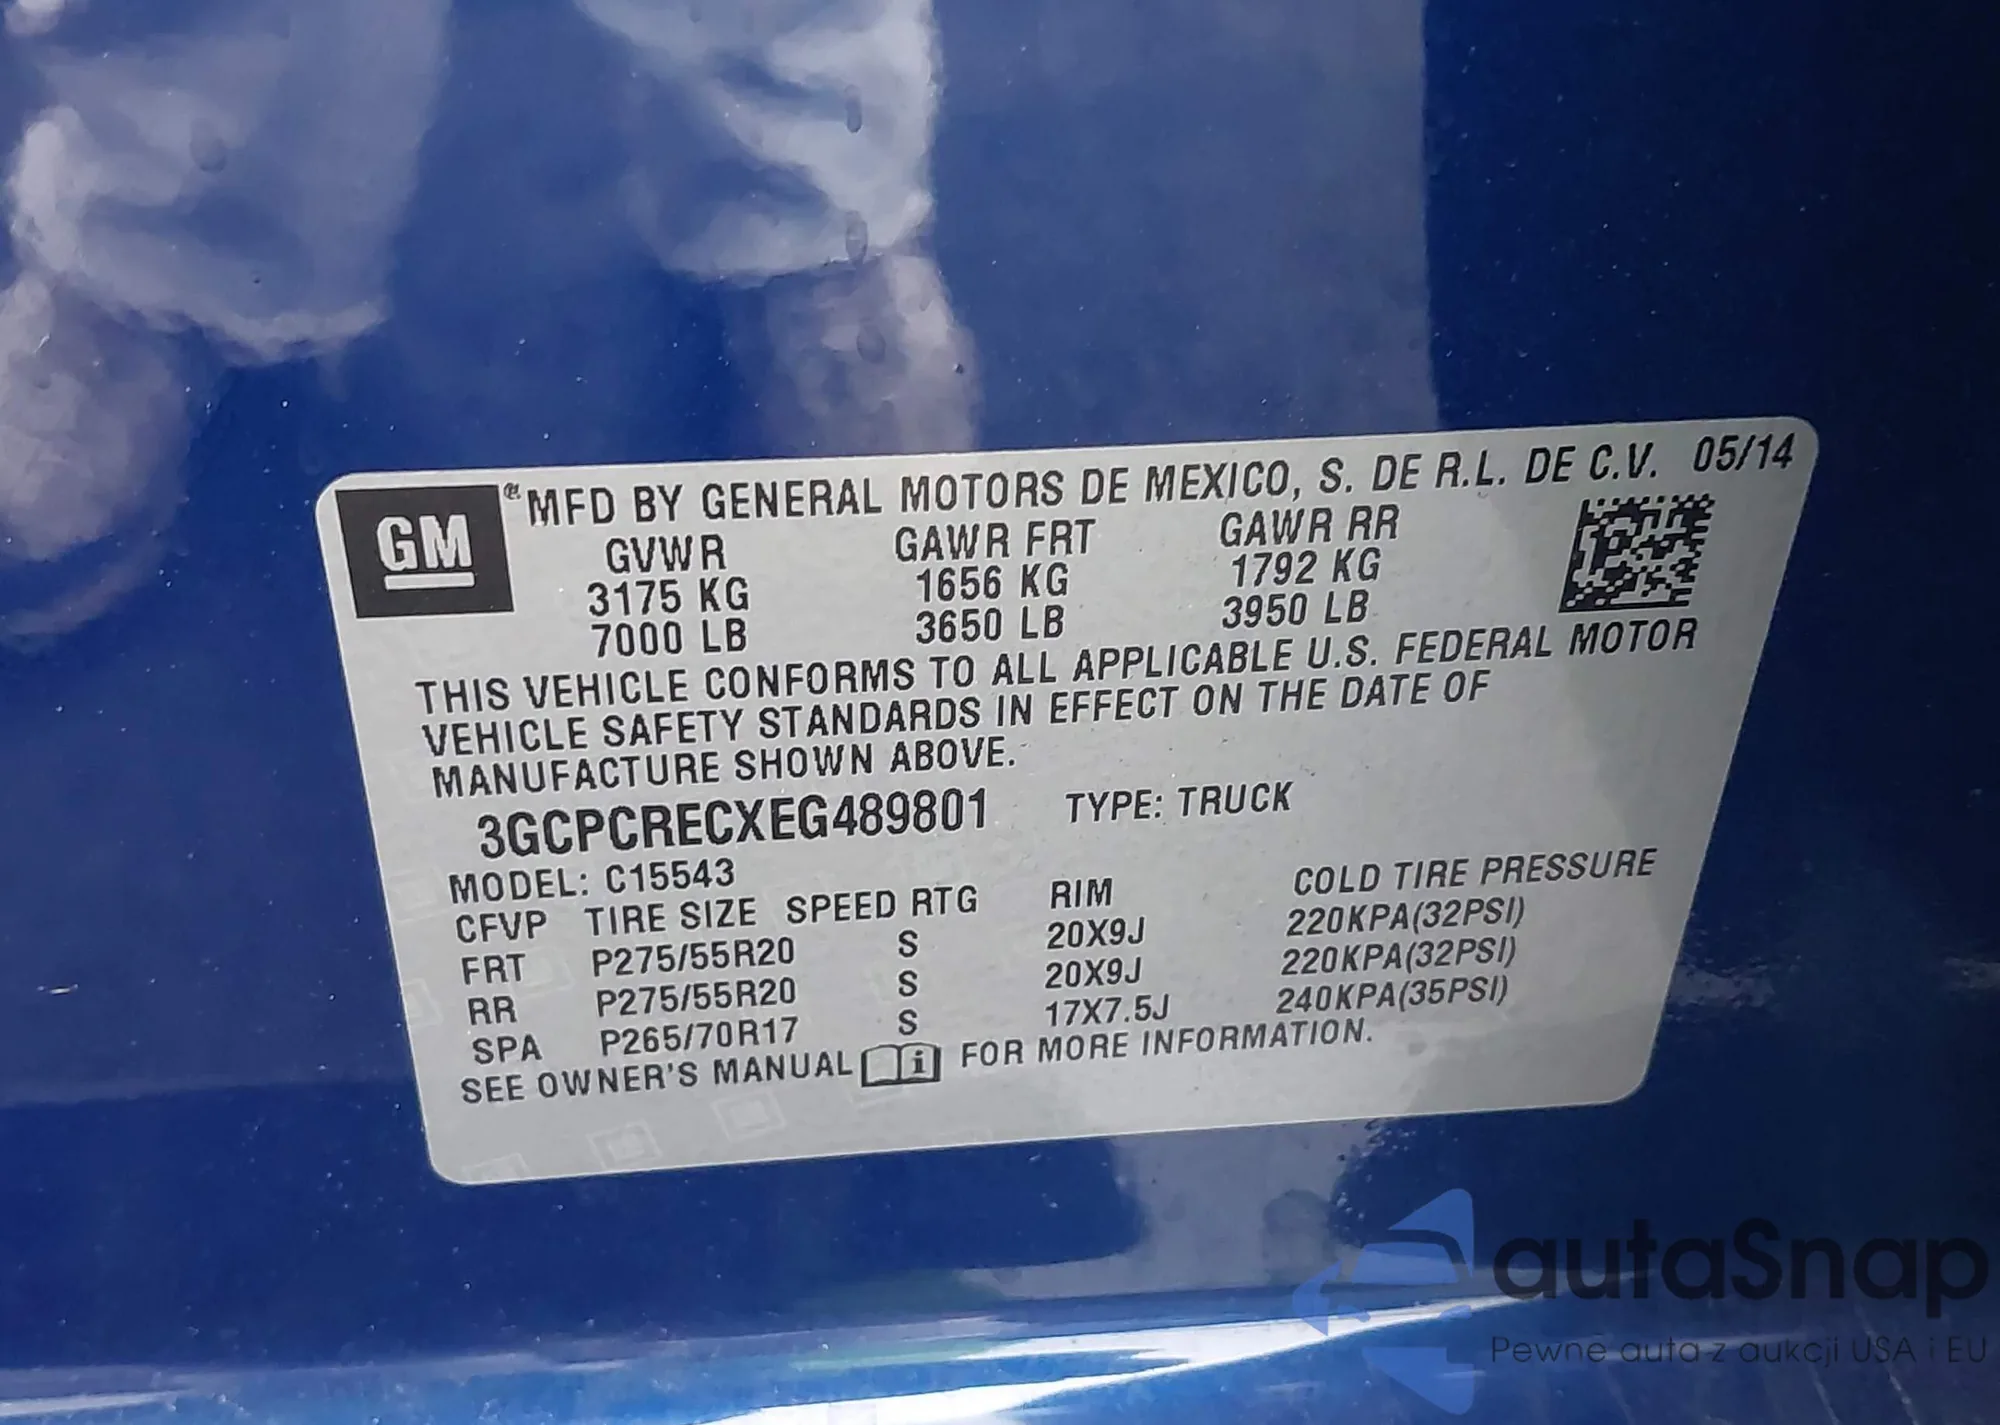 GM ® MFD BY GENERAL MOTORS DE MEXICO, S. DE R.L. DE C.V. 05/14
GVWR GAWR FRT GAWR RR
3175 KG 1656 KG 1792 KG
7000 LB 3650 LB 3950 LB
THIS VEHICLE CONFORMS TO ALL APPLICABLE U.S. FEDERAL MOTOR
VEHICLE SAFETY STANDARDS IN EFFECT ON THE DATE OF
MANUFACTURE SHOWN ABOVE.
3GCPCRECXEG489801 TYPE: TRUCK
MODEL: C15543
CFVP TIRE SIZE SPEED RTG RIM COLD TIRE PRESSURE
FRT P275/55R20 S 20X9J 220KPA(32PSI)
RR P275/55R20 S 20X9J 220KPA(32PSI)
SPA P265/70R17 S 17X7.5J 240KPA(35PSI)
SEE OWNER'S MANUAL i FOR MORE INFORMATION.
autaSnap
Pewne auta z aukcji USA i EU